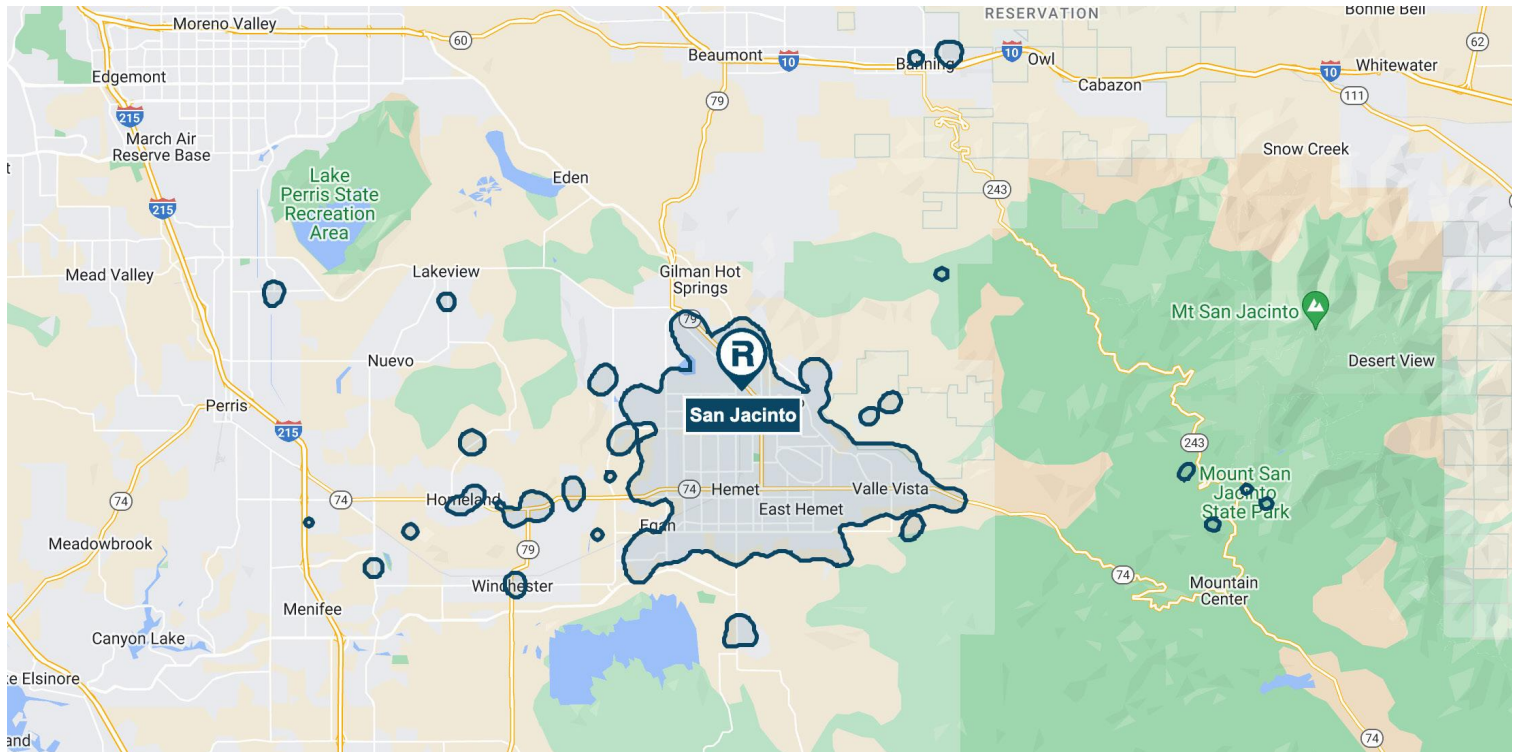 RESERVATION
Bonnie Bell
Moreno Valley
60
62
Beaumont
10
Banning
10
Owl
10
Whitewater
Edgemont
Cabazon
79
111
215
March Air
Reserve Base
Snow Creek
Lake
Perris State
Recreation
Area
Eden
243
215
Mead Valley
Lakeview
Gilman Hot
Springs
Mt San Jacinto
79
R
Nuevo
Desert View
Perris
San Jacinto
215
243
74
74
Homeland
74
Hemet
Valle Vista
Mount San
Jacinto
State Park
East Hemet
Egan
Meadowbrook
79
74
Winchester
Mountain
Center
Menifee
Canyon Lake
e Elsinore
74
and